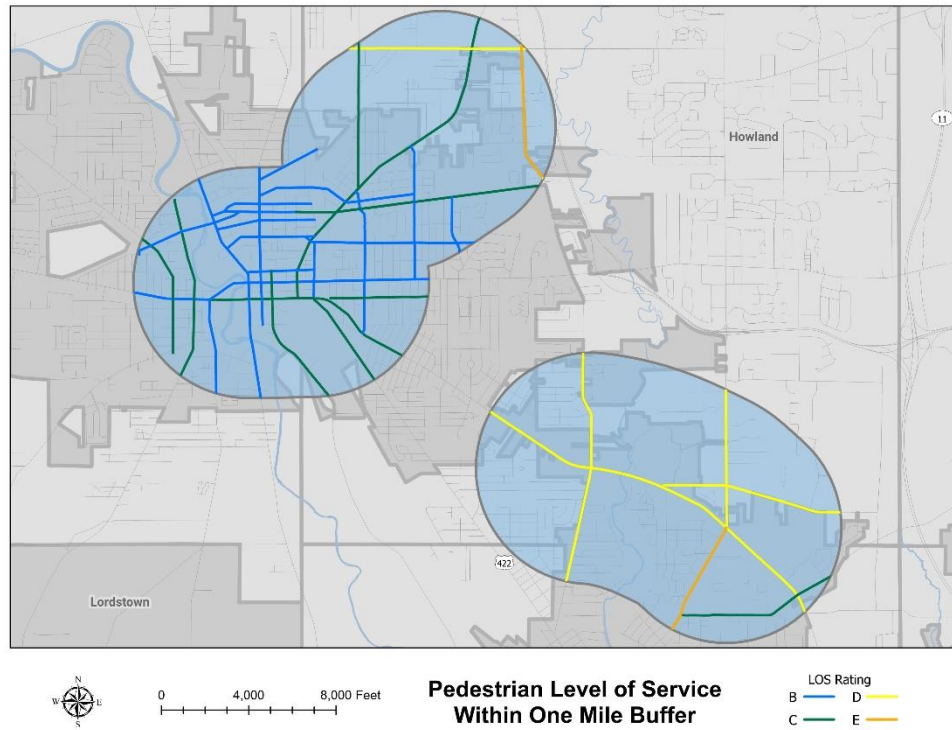 Howland
11
422
Lordstown
N
W
E
S
0
4,000
8,000 Feet
Pedestrian Level of Service
Within One Mile Buffer
LOS Rating
B
D
C
E